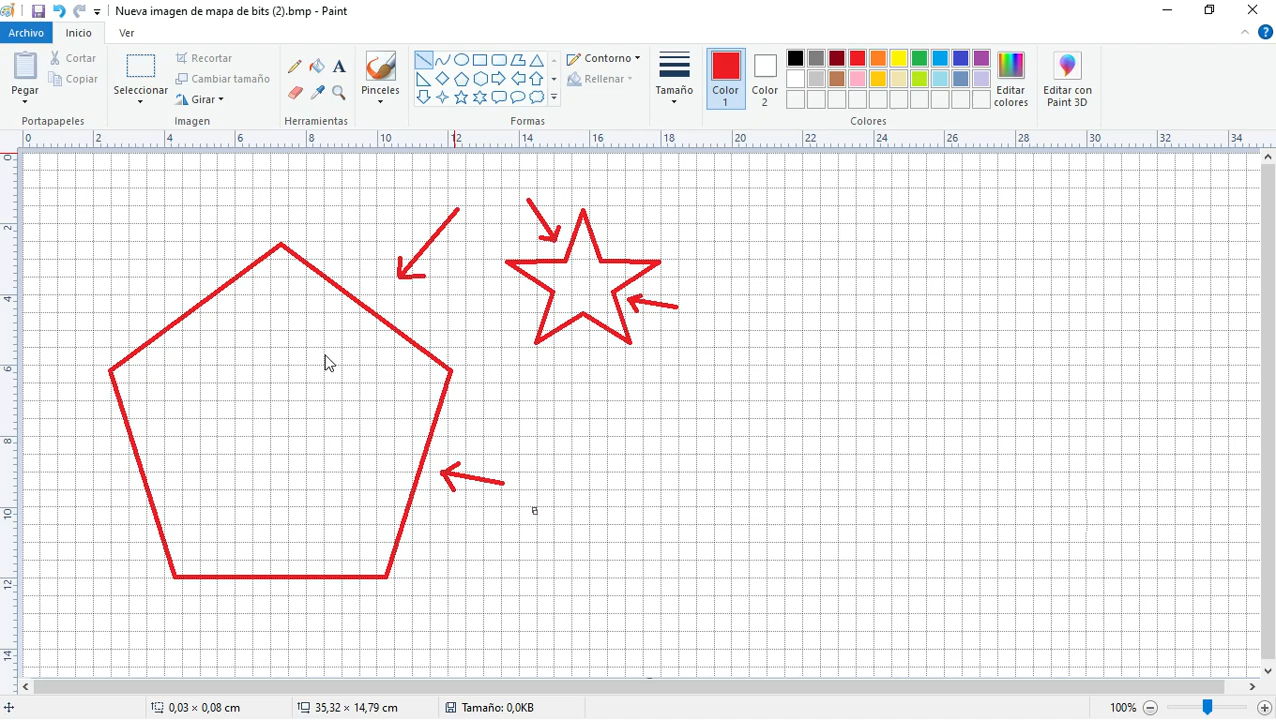 Nueva imagen de mapa de bits (2).bmp - Paint
Archivo Inicio Ver
Pegar
Cortar
Copiar
Portapapeles
Seleccionar
Recortar
Cambiar tamaño
Girar
Imagen
A
Herramientas
Pinceles
Contorno
Rellenar
Formas
Tamaño
Color 1
Color 2
Editar colores
Colores
Editar con Paint 3D
0 2 4 6 8 10 12 14 16 18 20 22 24 26 28 30 32 34
0
2
4
6
8
10
12
14
0,03 × 0,08 cm 35,32 × 14,79 cm Tamaño: 0,0KB 100%